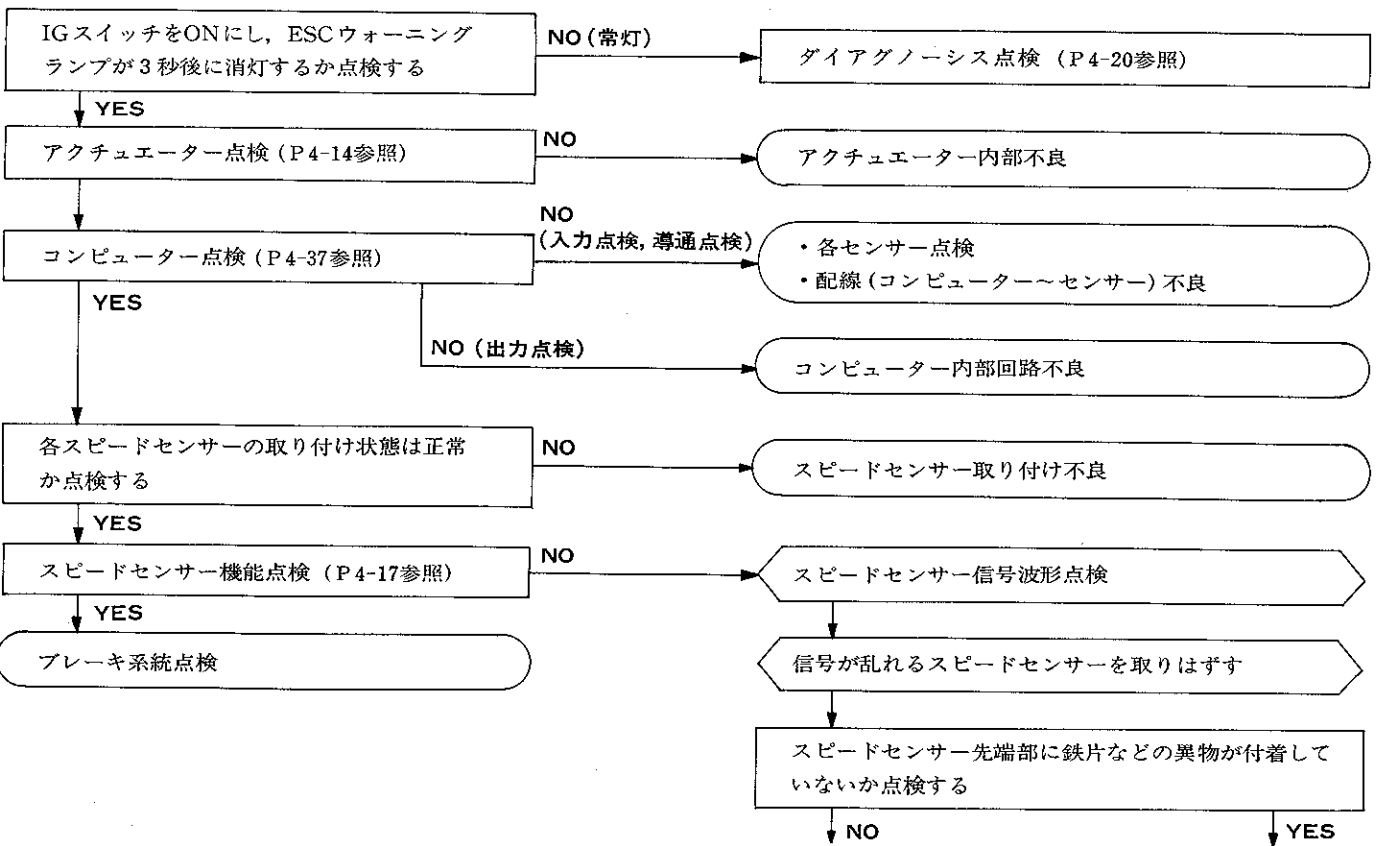 IGスイッチをONにし，ESCウォーニング
ランプが3秒後に消灯するか点検する
NO(常灯)
ダイアグノーシス点検（P4-20参照）
YES
アクチュエーター点検(P4-14参照)
NO
アクチュエーター内部不良
コンピューター点検(P4-37参照)
NO
(入力点検, 導通点検)
・各センサー点検
・配線(コンピューター～センサー)不良
YES
NO (出力点検)
コンピューター内部回路不良
各スピードセンサーの取り付け状態は正常
か点検する
NO
スピードセンサー取り付け不良
YES
スピードセンサー機能点検（P4-17参照）
NO
スピードセンサー信号波形点検
YES
ブレーキ系統点検
信号が乱れるスピードセンサーを取りはずす
スピードセンサー先端部に鉄片などの異物が付着して
いないか点検する
NO
YES